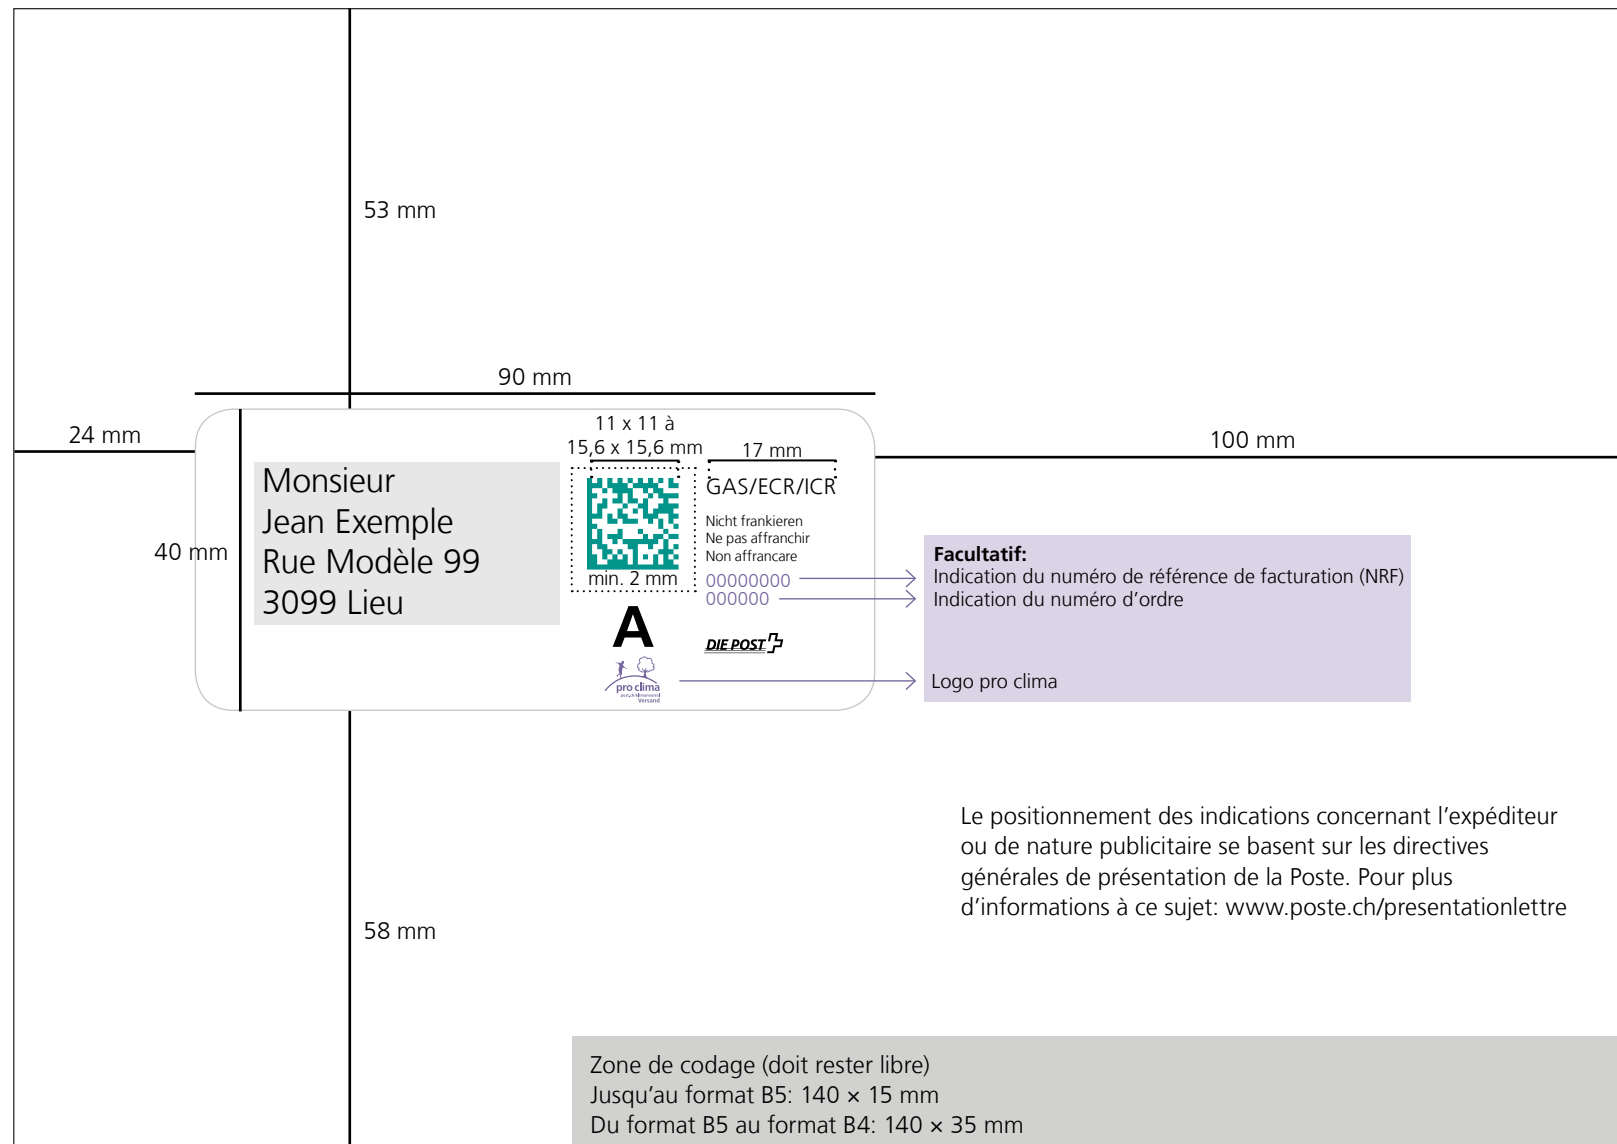 53 mm
90 mm
24 mm
11 x 11 à
15,6 x 15,6 mm
17 mm
100 mm
Monsieur
Jean Exemple
Rue Modèle 99
3099 Lieu
40 mm
GAS/ECR/ICR
Nicht frankieren
Ne pas affranchir
Non affrancare
min. 2 mm
00000000
000000
A
DIE POST
pro clima
Versand
Facultatif:
Indication du numéro de référence de facturation (NRF)
Indication du numéro d’ordre
Logo pro clima
Le positionnement des indications concernant l’expéditeur
ou de nature publicitaire se basent sur les directives
générales de présentation de la Poste. Pour plus
d’informations à ce sujet: www.poste.ch/presentationlettre
58 mm
Zone de codage (doit rester libre)
Jusqu’au format B5: 140 × 15 mm
Du format B5 au format B4: 140 × 35 mm